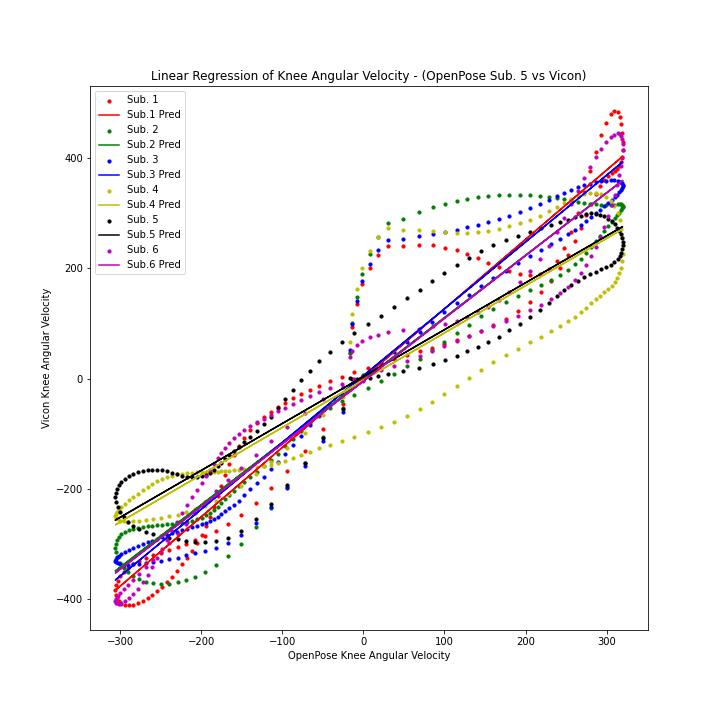 Linear Regression of Knee Angular Velocity - (OpenPose Sub. 5 vs Vicon)
Sub. 1
Sub.1 Pred
Sub. 2
Sub.2 Pred
Sub. 3
Sub.3 Pred
Sub. 4
Sub.4 Pred
Sub. 5
Sub.5 Pred
Sub. 6
Sub.6 Pred
Vicon Knee Angular Velocity
400
200
0
−200
−400
−300
−200
−100
0
100
200
300
OpenPose Knee Angular Velocity